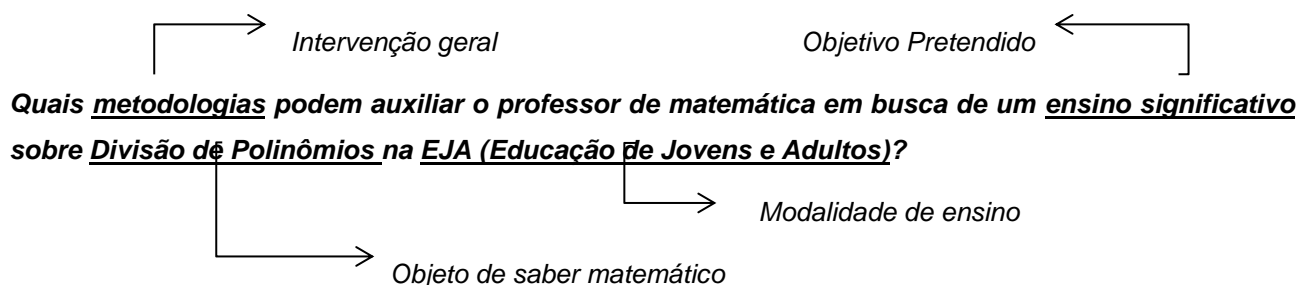 Intervenção geral Objetivo Pretendido
Quais metodologias podem auxiliar o professor de matemática em busca de um ensino significativo
sobre Divisão de Polinômios na EJA (Educação de Jovens e Adultos)?
Modalidade de ensino
Objeto de saber matemático